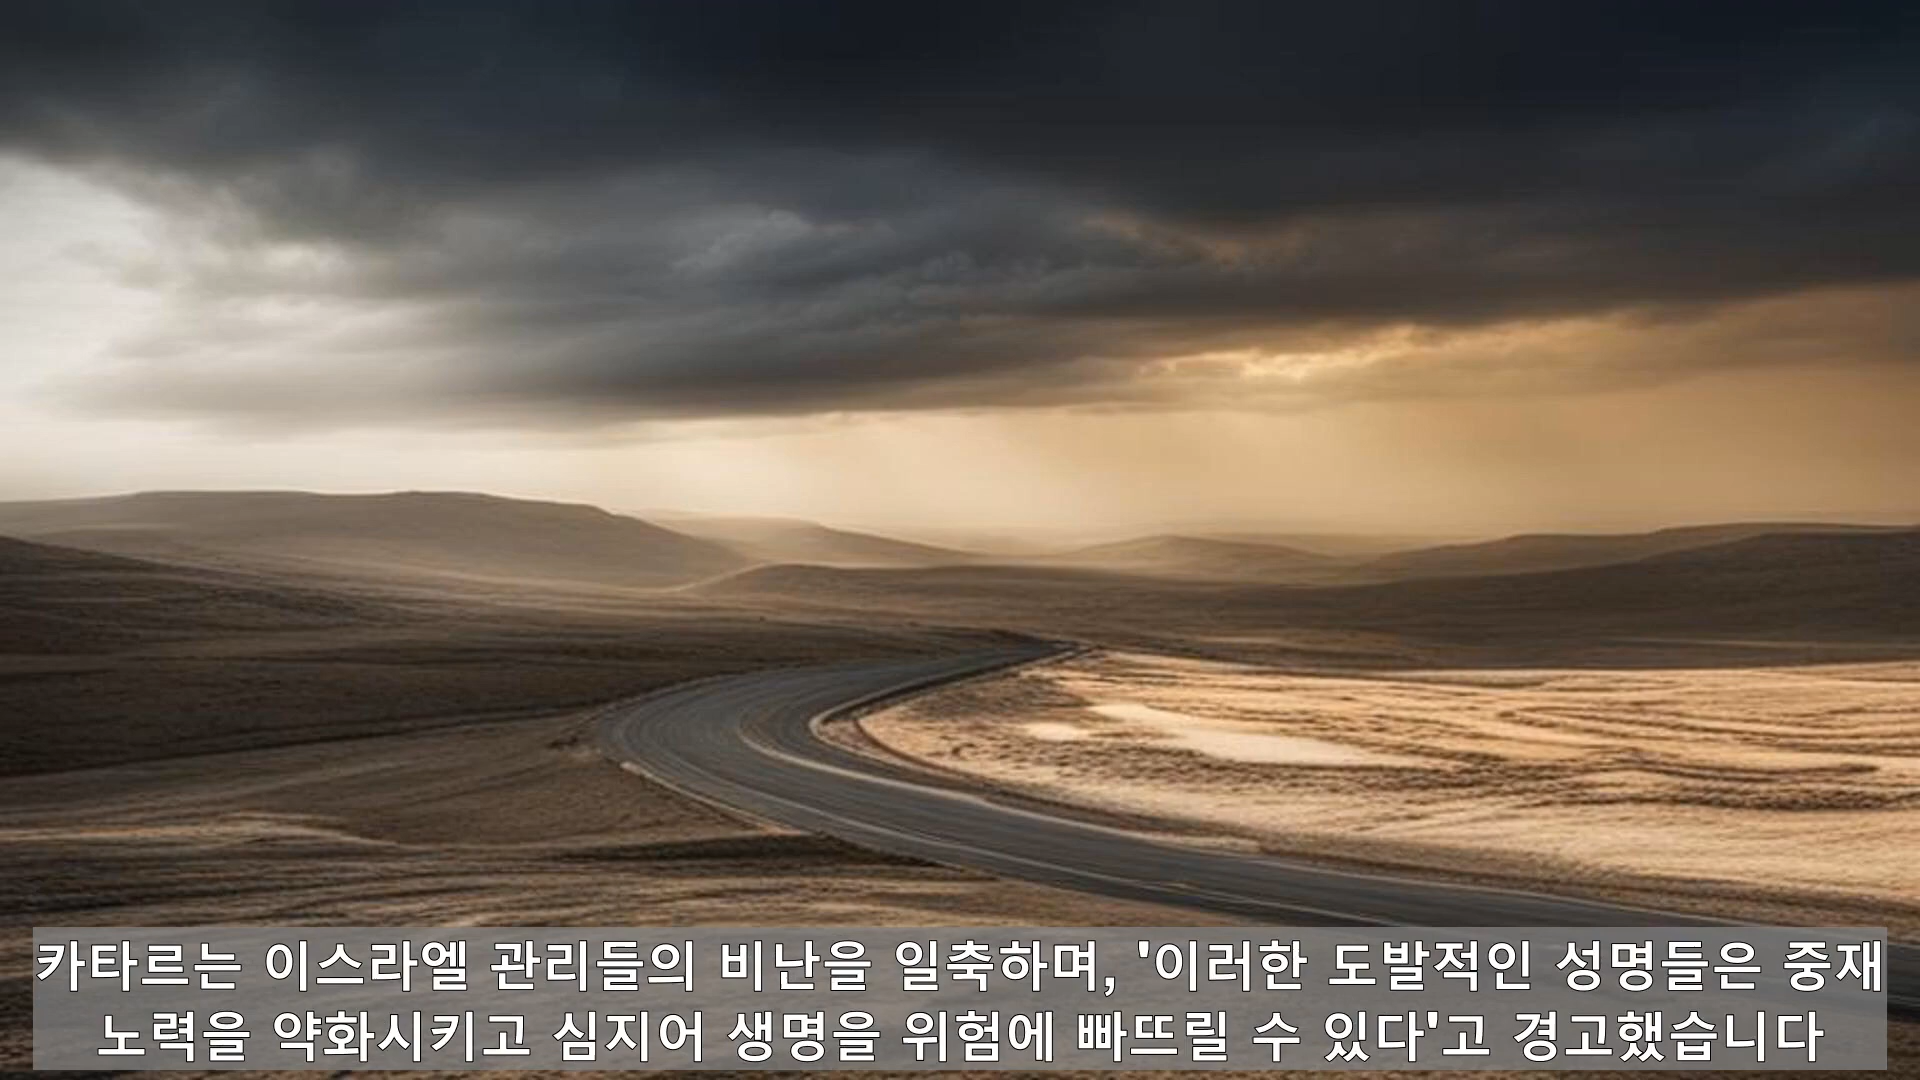 카타르는 이스라엘 관리들의 비난을 일축하며, '이러한 도발적인 성명들은 중재
노력을 약화시키고 심지어 생명을 위험에 빠뜨릴 수 있다'고 경고했습니다